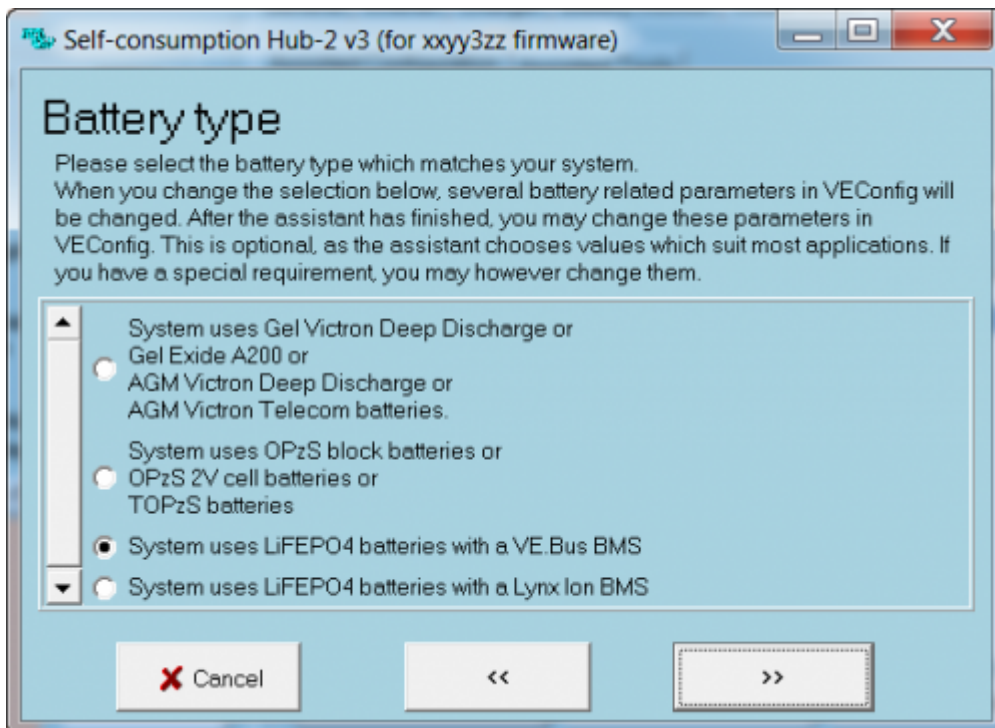 Self-consumption Hub-2 v3 (for xxyy3zz firmware)
Battery type
Please select the battery type which matches your system.
When you change the selection below, several battery related parameters in VEConfig will
be changed. After the assistant has finished, you may change these parameters in
VEConfig. This is optional, as the assistant chooses values which suit most applications. If
you have a special requirement, you may however change them.
System uses Gel Victron Deep Discharge or
Gel Exide A200 or
AGM Victron Deep Discharge or
AGM Victron Telecom batteries.
System uses OPzS block batteries or
OPzS 2V cell batteries or
TOPzS batteries
System uses LiFEPO4 batteries with a VE.Bus BMS
System uses LiFEPO4 batteries with a Lynx Ion BMS
Cancel
<<
>>